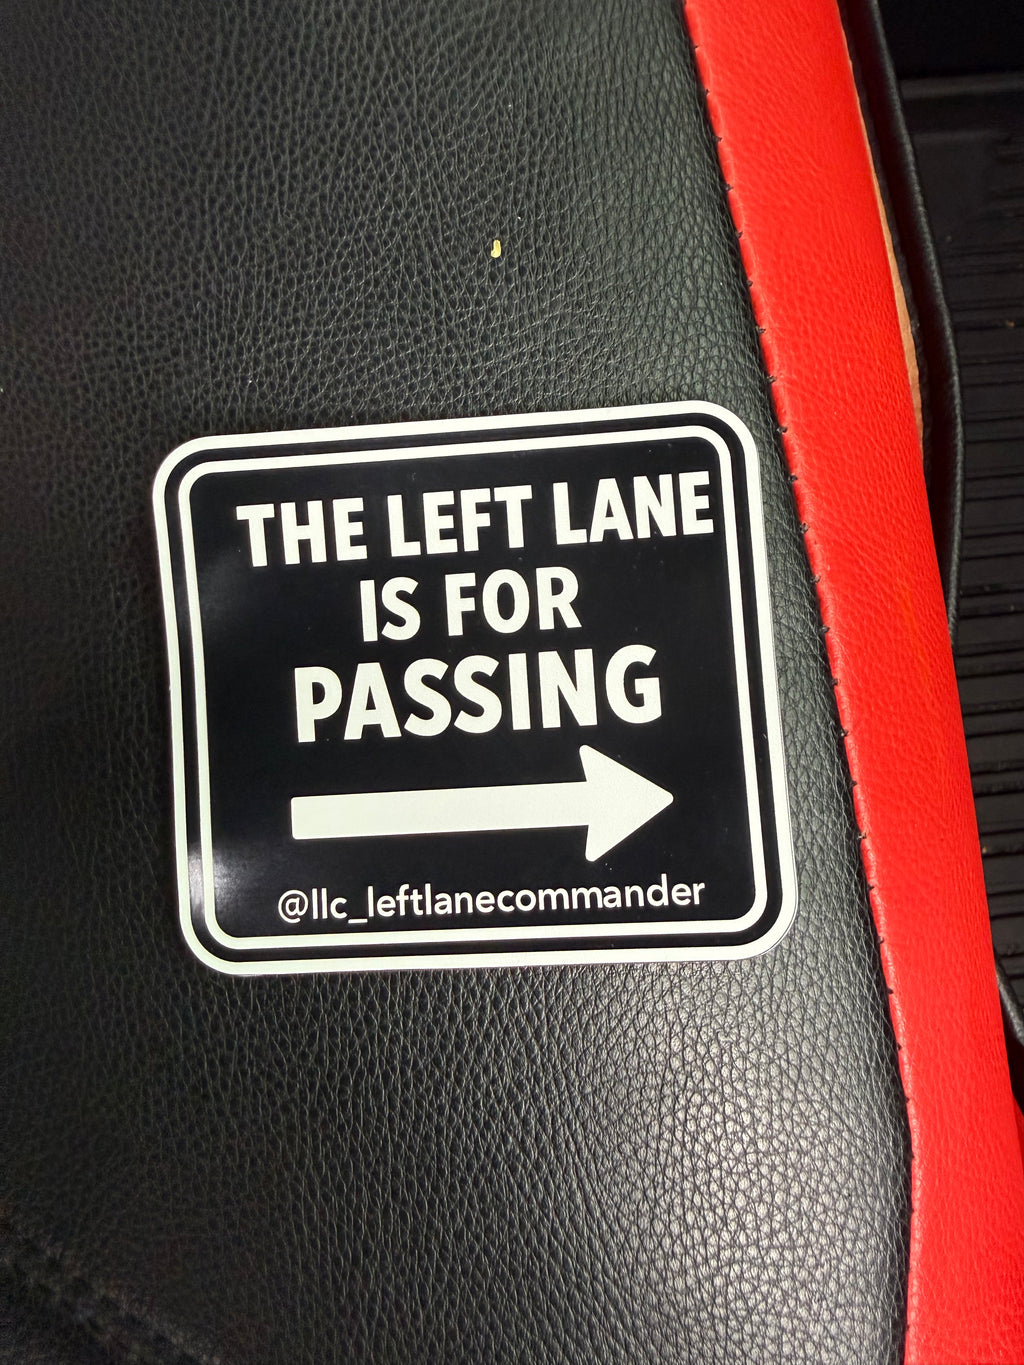 THE LEFT LANE
IS FOR
PASSING
@llc_leftlanecommander